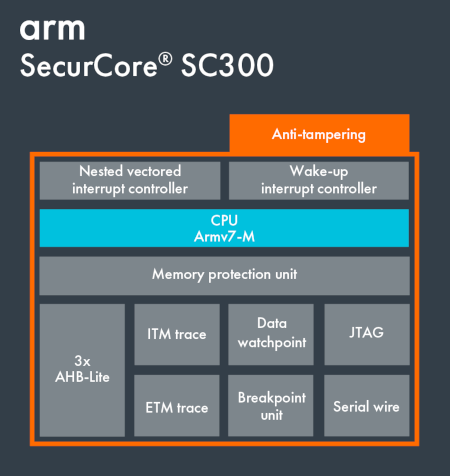 arm
SecurCore® SC300
Anti-tampering
Nested vectored
interrupt controller
Wake-up
interrupt controller
CPU
Armv7-M
Memory protection unit
3x
AHB-Lite
ITM trace
Data
watchpoint
JTAG
ETM trace
Breakpoint
unit
Serial wire